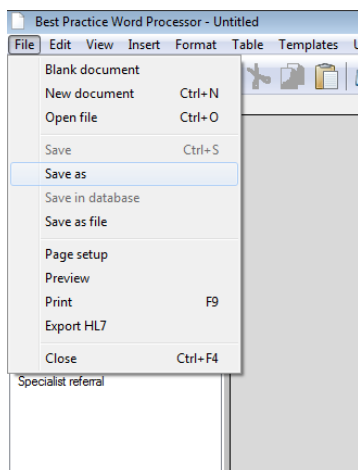 Best Practice Word Processor - Untitled
File Edit View Insert Format Table Templates
Blank document
New document Ctrl+N
Open file Ctrl+O
Save Ctrl+S
Save as
Save in database
Save as file
Page setup
Preview
Print F9
Export HL7
Close Ctrl+F4
Specialist referral